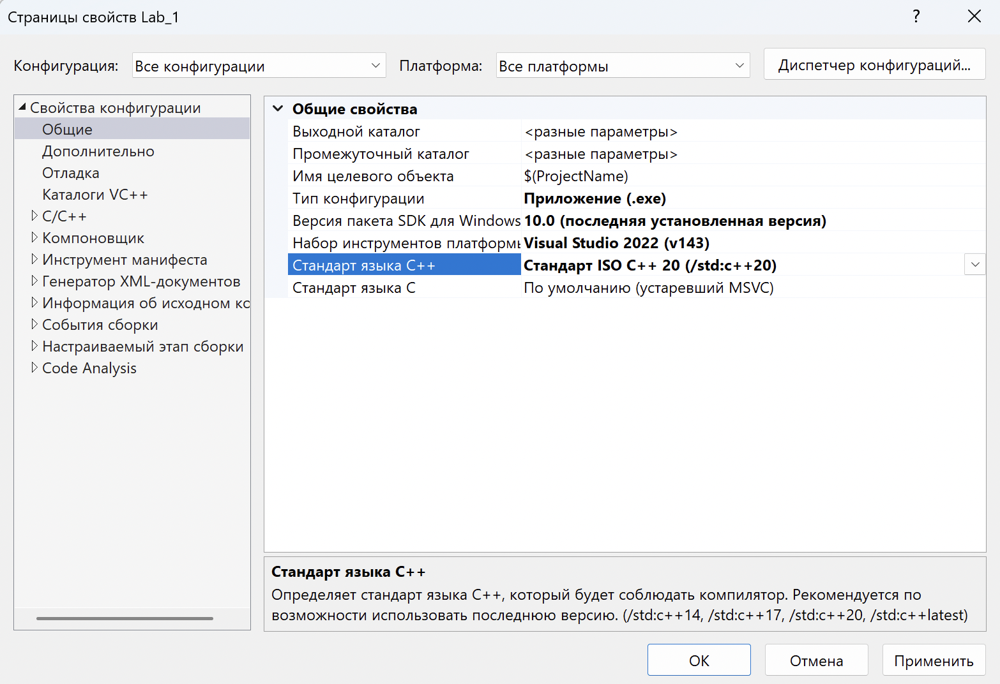 Страницы свойств Lab_1 ?
Конфигурация: Все конфигурации Платформа: Все платформы Диспетчер конфигураций...
Свойства конфигурации
Общие
Дополнительно
Отладка
Каталоги VC++
C/C++
Компоновщик
Инструмент манифеста
Генератор XML-документов
Информация об исходном ко
События сборки
Настраиваемый этап сборки
Code Analysis
Общие свойства
Выходной каталог <разные параметры>
Промежуточный каталог <разные параметры>
Имя целевого объекта $(ProjectName)
Тип конфигурации Приложение (.exe)
Версия пакета SDK для Windows 10.0 (последняя установленная версия)
Набор инструментов платформы Visual Studio 2022 (v143)
Стандарт языка C++ Стандарт ISO C++ 20 (/std:c++20)
Стандарт языка C По умолчанию (устаревший MSVC)
Стандарт языка C++
Определяет стандарт языка C++, который будет соблюдать компилятор. Рекомендуется по
возможности использовать последнюю версию. (/std:c++14, /std:c++17, /std:c++20, /std:c++latest)
ОК Отмена Применить